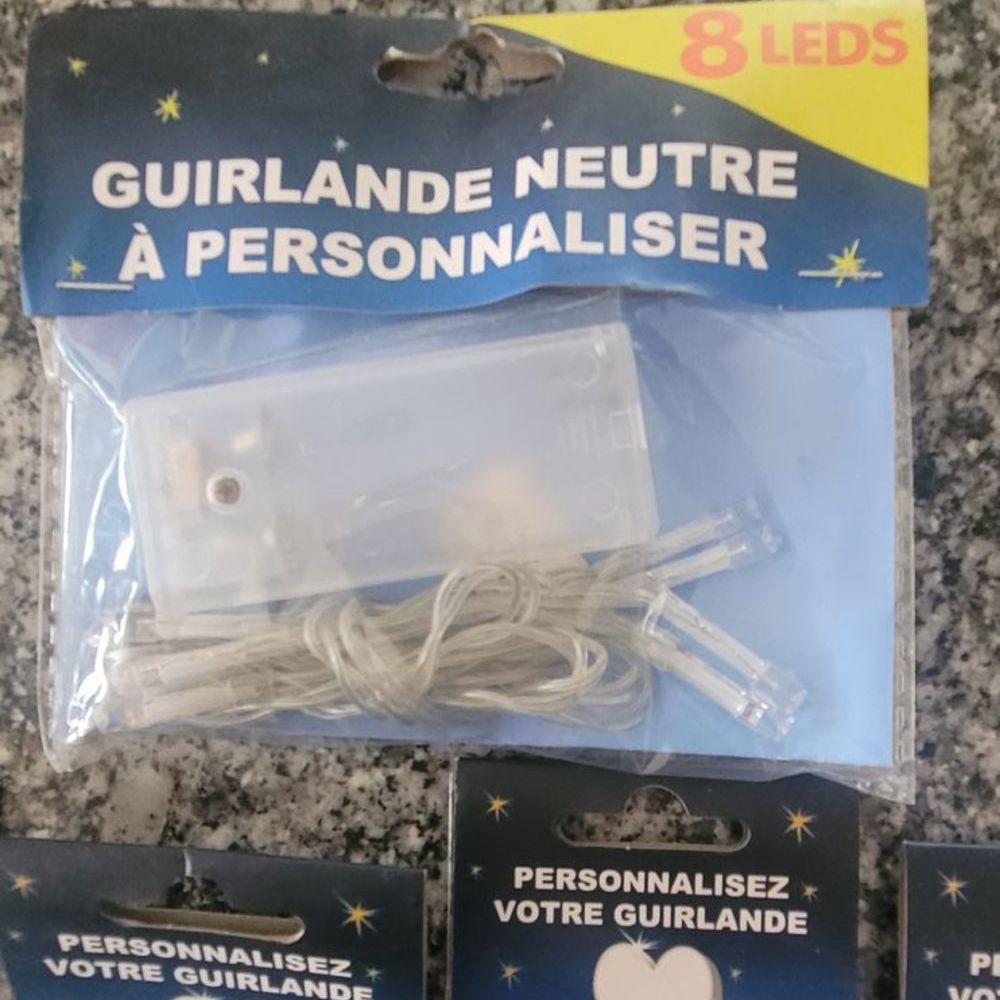 8 LEDS
GUIRLANDE NEUTRE
À PERSONNALISER
PERSONNALISEZ
VOTRE GUIRLANDE
PERSONNALISEZ
VOTRE GUIRLANDE